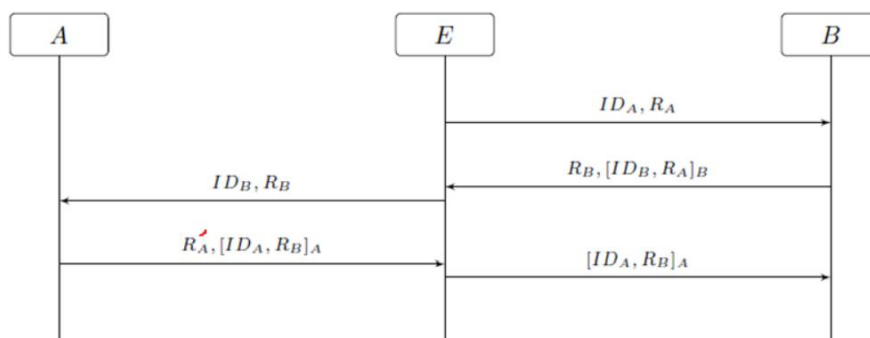 A E B
ID_A, R_A
R_B, [ID_B, R_A]_B
ID_B, R_B
R'_A, [ID_A, R_B]_A
[ID_A, R_B]_A